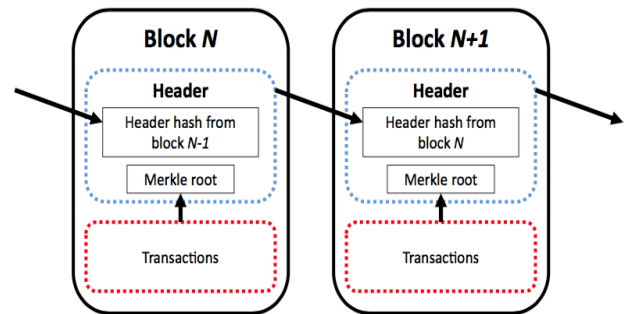 Block N
Header
Header hash from
block N-1
Merkle root
Transactions
Block N+1
Header
Header hash from
block N
Merkle root
Transactions